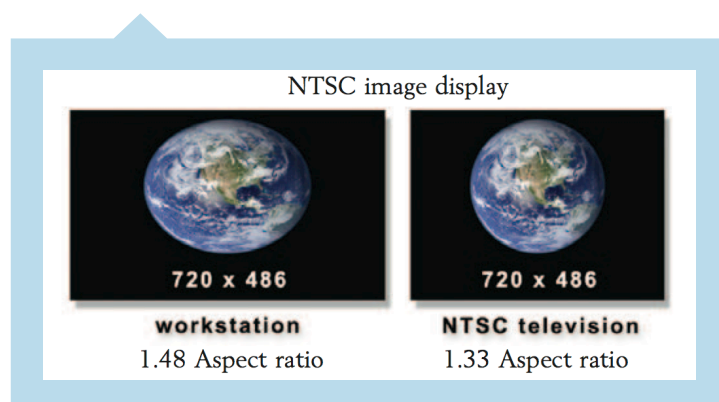 NTSC image display
720 x 486
720 x 486
workstation
NTSC television
1.48 Aspect ratio
1.33 Aspect ratio